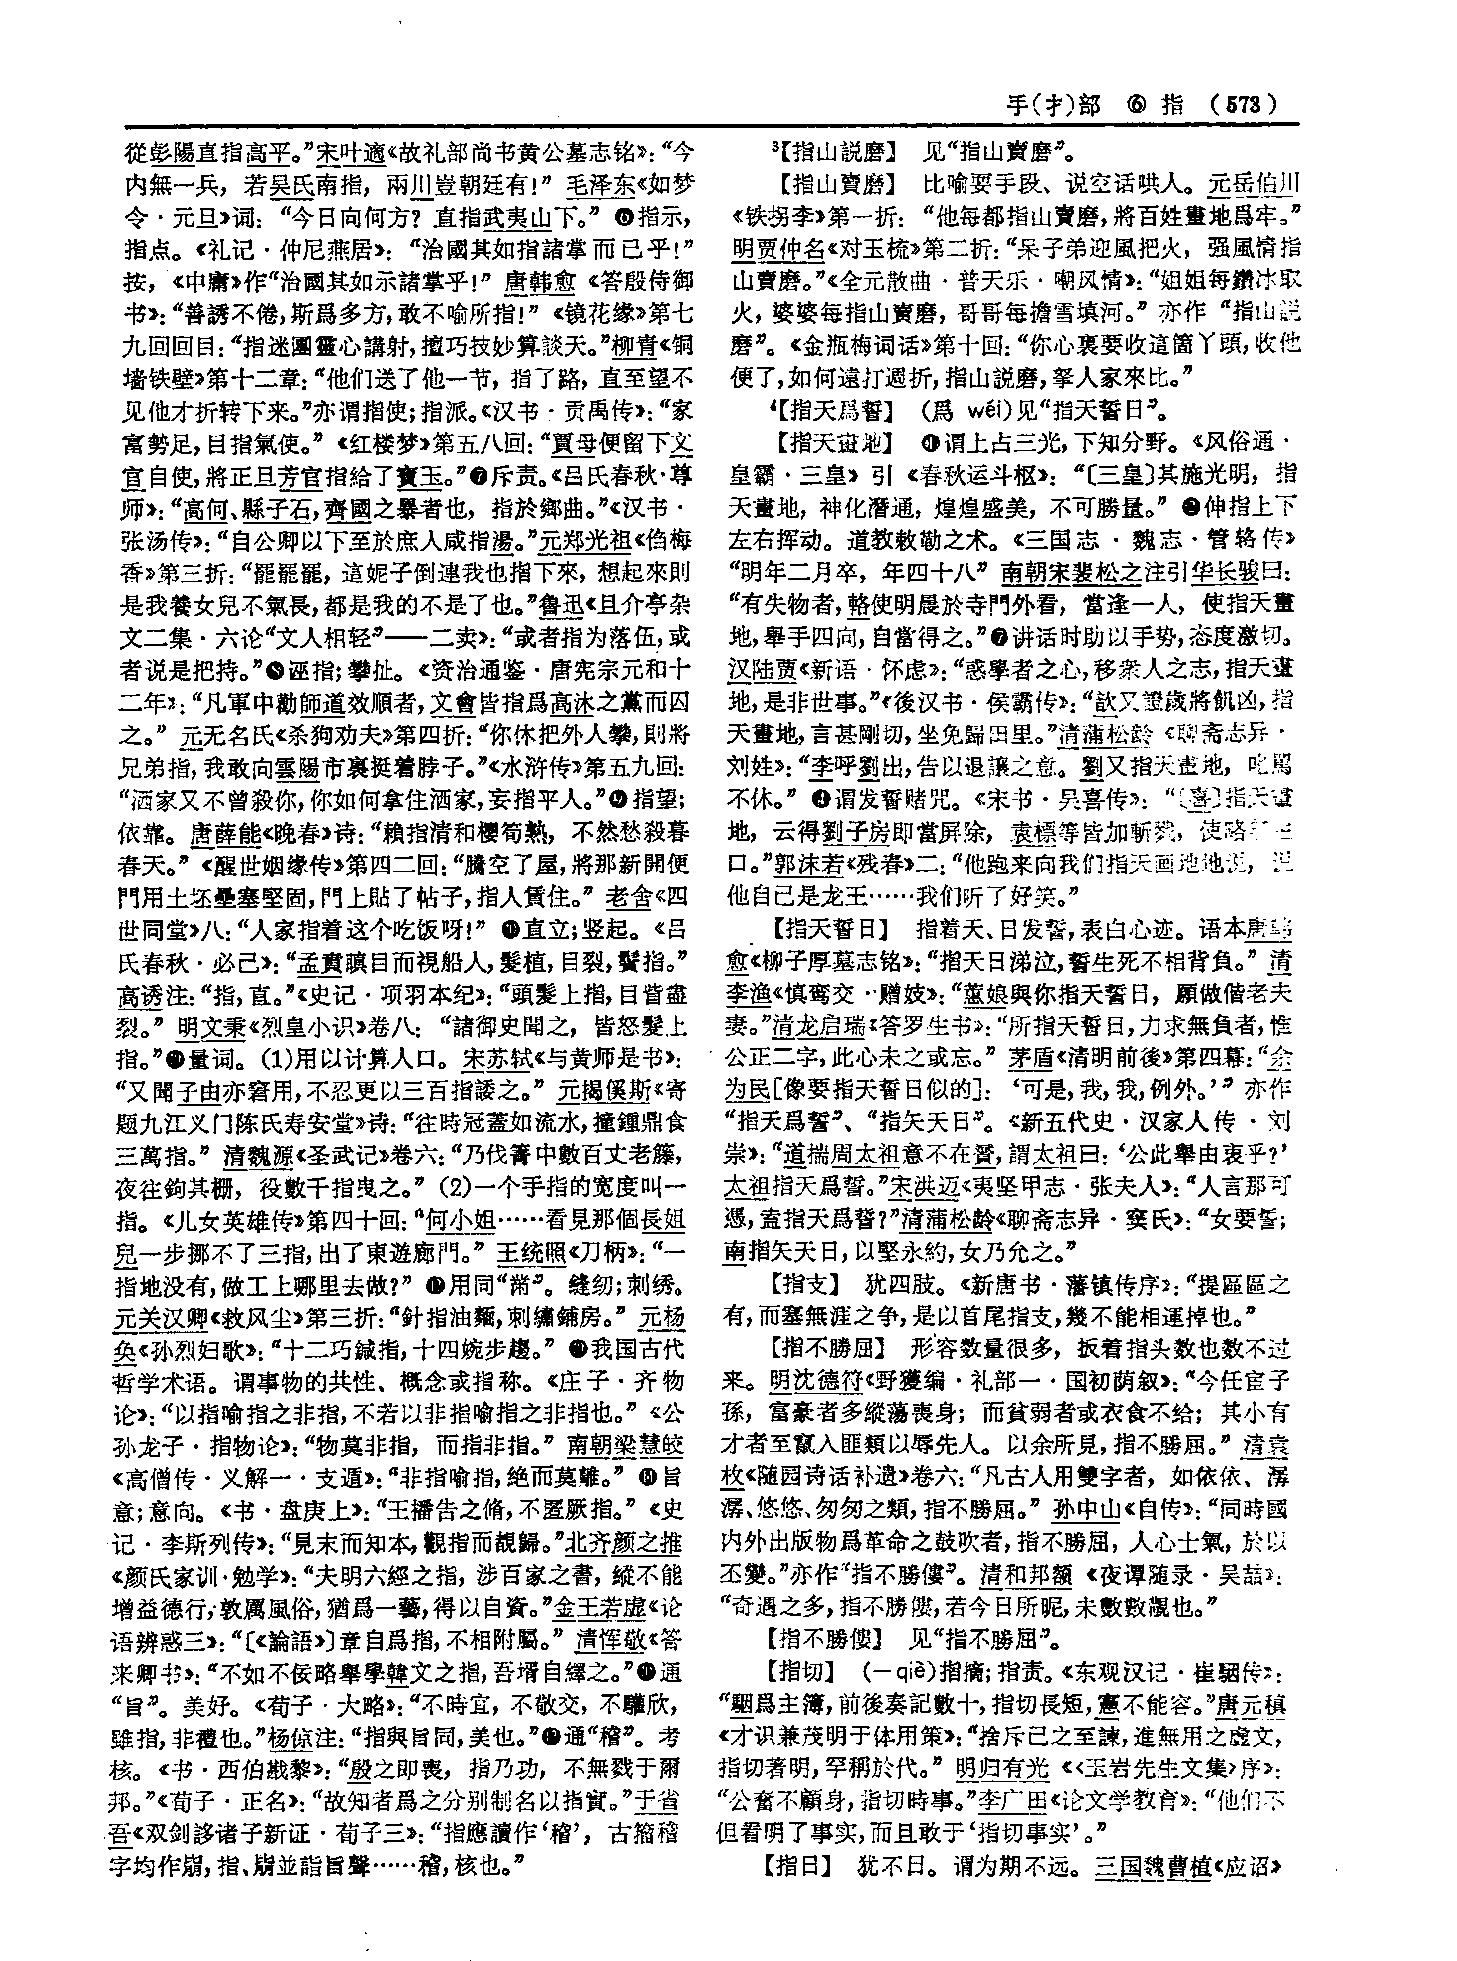 手(扌)部 ⑥ 指 (573)
從彭陽直指高平。”宋叶適《故礼部尚书黄公墓志铭》：“今
内無一兵，若吴氏南指，兩川豈朝廷有！” 毛泽东《如梦
令·元旦》词：“今日向何方？直指武夷山下。” ❻指示，
指点。《礼记·仲尼燕居》：“治國其如指諸掌而已乎！”
按，《中庸》作“治國其如示諸掌乎！” 唐韩愈《答殷侍御
书》：“善誘不倦，斯爲多方，敢不喻所指！” 《镜花缘》第七
九回回目：“指迷團靈心講射，擅巧技妙算談天。”柳青《铜
墙铁壁》第十二章：“他们送了他一节，指了路，直至望不
见他才折转下来。”亦谓指使；指派。《汉书·贡禹传》：“家
富勢足，目指氣使。” 《红楼梦》第五八回：“賈母便留下文
官自使，將正旦芳官指給了寶玉。”❼斥责。《吕氏春秋·尊
师》：“高何、縣子石，齊國之暴者也，指於鄉曲。”《汉书·
张汤传》：“自公卿以下至於庶人咸指湯。”元郑光祖《㑇梅
香》第三折：“罷罷罷，這妮子倒連我也指下來，想起來則
是我養女兒不氣長，都是我的不是了也。”鲁迅《且介亭杂
文二集·六论“文人相轻”——二卖》：“或者指为落伍，或
者说是把持。”❽诬指；攀扯。《资治通鉴·唐宪宗元和十
二年》：“凡軍中勸師道效順者，文會皆指爲高沐之黨而囚
之。” 元无名氏《杀狗劝夫》第四折：“你休把外人攀，則將
兄弟指，我敢向雲陽市裏挺着脖子。”《水浒传》第五九回：
“洒家又不曾殺你，你如何拿住洒家，妄指平人。”❾指望；
依靠。唐薛能《晚春》诗：“賴指清和櫻筍熟，不然愁殺暮
春天。” 《醒世姻缘传》第四二回：“騰空了屋，將那新開便
門用土坯壘塞堅固，門上貼了帖子，指人賃住。” 老舍《四
世同堂》八：“人家指着这个吃饭呀！” ❿直立；竖起。《吕
氏春秋·必己》：“孟賁瞋目而視船人，髮植，目裂，鬢指。”
高诱注：“指，直。”《史记·项羽本纪》：“頭髮上指，目眥盡
裂。” 明文秉《烈皇小识》卷八：“諸御史聞之，皆怒髮上
指。”⓫量词。(1)用以计算人口。宋苏轼《与黄师是书》：
“又聞子由亦窘用，不忍更以三百指諉之。” 元揭傒斯《寄
题九江义门陈氏寿安堂》诗：“往時冠蓋如流水，撞鍾鼎食
三萬指。” 清魏源《圣武记》卷六：“乃伐箐中數百丈老籐，
夜往鉤其栅，役數千指曳之。” (2)一个手指的宽度叫一
指。《儿女英雄传》第四十回：“何小姐……看見那個長姐
兒一步挪不了三指，出了東遊廊門。” 王统照《刀柄》：“一
指地没有，做工上哪里去做？” ⓬用同“黹”。缝纫；刺绣。
元关汉卿《救风尘》第三折：“針指油麵，刺繡鋪房。” 元杨
奂《孙烈妇歌》：“十二巧鍼指，十四婉步趨。” ⓭我国古代
哲学术语。谓事物的共性、概念或指称。《庄子·齐物
论》：“以指喻指之非指，不若以非指喻指之非指也。” 《公
孙龙子·指物论》：“物莫非指，而指非指。” 南朝梁慧皎
《高僧传·义解一·支遁》：“非指喻指，绝而莫難。” ⓮旨
意；意向。《书·盘庚上》：“王播告之脩，不匿厥指。” 《史
记·李斯列传》：“見末而知本，觀指而覩歸。”北齐颜之推
《颜氏家训·勉学》：“夫明六經之指，涉百家之書，縱不能
增益德行，敦厲風俗，猶爲一藝，得以自資。”金王若虚《论
语辨惑三》：“〔《論語》〕章自爲指，不相附屬。” 清恽敬《答
来卿书》：“不如不佞略舉學韓文之指，吾壻自繹之。”⓯通
“旨”。美好。《荀子·大略》：“不時宜，不敬交，不驩欣，
雖指，非禮也。”杨倞注：“指與旨同，美也。”⓰通“稽”。考
核。《书·西伯戡黎》：“殷之即喪，指乃功，不無戮于爾
邦。”《荀子·正名》：“故知者爲之分别制名以指實。”于省
吾《双剑誃诸子新证·荀子三》：“指應讀作‘稽’，古籀稽
字均作旹，指、旹並諧旨聲……稽，核也。”
³【指山説磨】 见“指山賣磨”。
【指山賣磨】 比喻耍手段、说空话哄人。元岳伯川
《铁拐李》第一折：“他每都指山賣磨，將百姓畫地爲牢。”
明贾仲名《对玉梳》第二折：“呆子弟迎風把火，强風情指
山賣磨。”《全元散曲·普天乐·嘲风情》：“姐姐每鑽冰取
火，婆婆每指山賣磨，哥哥每擔雪填河。” 亦作“指山説
磨”。《金瓶梅词话》第十回：“你心裏要收這箇丫頭，收他
便了，如何遠打週折，指山説磨，拏人家來比。”
⁴【指天爲誓】 (爲 wéi)见“指天誓日”。
【指天畫地】 ❶谓上占三光，下知分野。《风俗通·
皇霸·三皇》引《春秋运斗枢》：“〔三皇〕其施光明，指
天畫地，神化潛通，煌煌盛美，不可勝量。” ❷伸指上下
左右挥动。道教敕勒之术。《三国志·魏志·管辂传》
“明年二月卒，年四十八” 南朝宋裴松之注引华长骏曰：
“有失物者，輅使明晨於寺門外看，當逢一人，使指天畫
地，舉手四向，自當得之。”❸讲话时助以手势，态度激切。
汉陆贾《新语·怀虑》：“惑學者之心，移衆人之志，指天畫
地，是非世事。”《後汉书·侯霸传》：“歆又證歲將飢凶，指
天畫地，言甚剛切，坐免歸田里。”清蒲松龄《聊斋志异·
刘姓》：“李呼劉出，告以退讓之意。劉又指天畫地，叱駡
不休。” ❹谓发誓赌咒。《宋书·吴喜传》：“〔喜〕指天畫
地，云得劉子房即當屏除，袁標等皆加斬戮，使略無生
口。”郭沫若《残春》二：“他跑来向我们指天画地地说，说
他自己是龙王……我们听了好笑。”
【指天誓日】 指着天、日发誓，表白心迹。语本唐韩
愈《柳子厚墓志铭》：“指天日涕泣，誓生死不相背負。” 清
李渔《慎鸾交·赠妓》：“蕙娘與你指天誓日，願做偕老夫
妻。”清龙启瑞《答罗生书》：“所指天誓日，力求無負者，惟
公正二字，此心未之或忘。” 茅盾《清明前後》第四幕：“余
为民[像要指天誓日似的]：‘可是，我，我，例外。’” 亦作
“指天爲誓”、“指矢天日”。《新五代史·汉家人传·刘
崇》：“道揣周太祖意不在贇，謂太祖曰：‘公此舉由衷乎？’
太祖指天爲誓。”宋洪迈《夷坚甲志·张夫人》：“人言那可
憑，盍指天爲誓？”清蒲松龄《聊斋志异·窦氏》：“女要誓；
南指矢天日，以堅永約，女乃允之。”
【指支】 犹四肢。《新唐书·藩镇传序》：“提區區之
有，而塞無涯之争，是以首尾指支，幾不能相運掉也。”
【指不勝屈】 形容数量很多，扳着指头数也数不过
来。明沈德符《野獲编·礼部一·国初荫叙》：“今任宦子
孫，富豪者多縱蕩喪身；而貧弱者或衣食不给；其小有
才者至竄入匪類以辱先人。以余所見，指不勝屈。” 清袁
枚《随园诗话补遗》卷六：“凡古人用雙字者，如依依、潺
潺、悠悠、匆匆之類，指不勝屈。” 孙中山《自传》：“同時國
内外出版物爲革命之鼓吹者，指不勝屈，人心士氣，於以
丕變。”亦作“指不勝僂”。清和邦额《夜谭随录·吴喆》：
“奇遇之多，指不勝僂，若今日所昵，未數數覯也。”
【指不勝僂】 见“指不勝屈”。
【指切】 (—qiè)指摘；指责。《东观汉记·崔駰传》：
“駰爲主簿，前後奏記數十，指切長短，憲不能容。”唐元稹
《才识兼茂明于体用策》：“捨斥己之至諫，進無用之虚文，
指切著明，罕稱於代。” 明归有光《〈玉岩先生文集〉序》：
“公奮不顧身，指切時事。”李广田《论文学教育》：“他们不
但看明了事实，而且敢于‘指切事实’。”
【指日】 犹不日。谓为期不远。三国魏曹植《应诏》